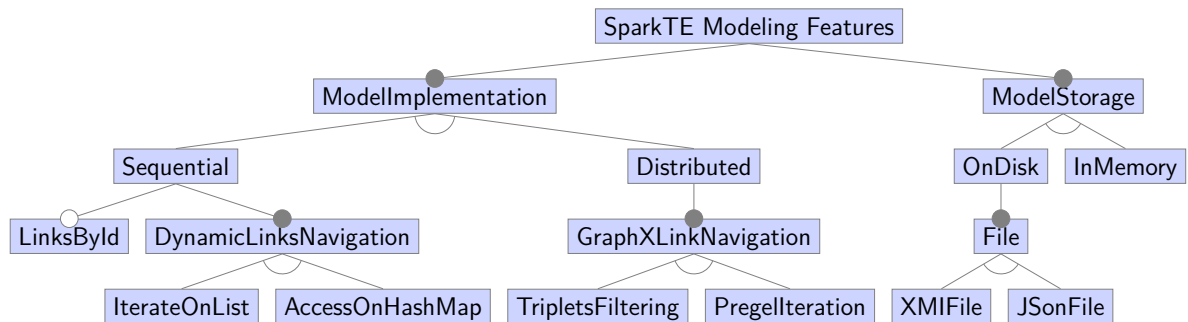 SparkTE Modeling Features
ModelImplementation
ModelStorage
Sequential
Distributed
OnDisk
InMemory
LinksById
DynamicLinksNavigation
GraphXLinkNavigation
File
IterateOnList
AccessOnHashMap
TripletsFiltering
PregelIteration
XMIFile
JSonFile